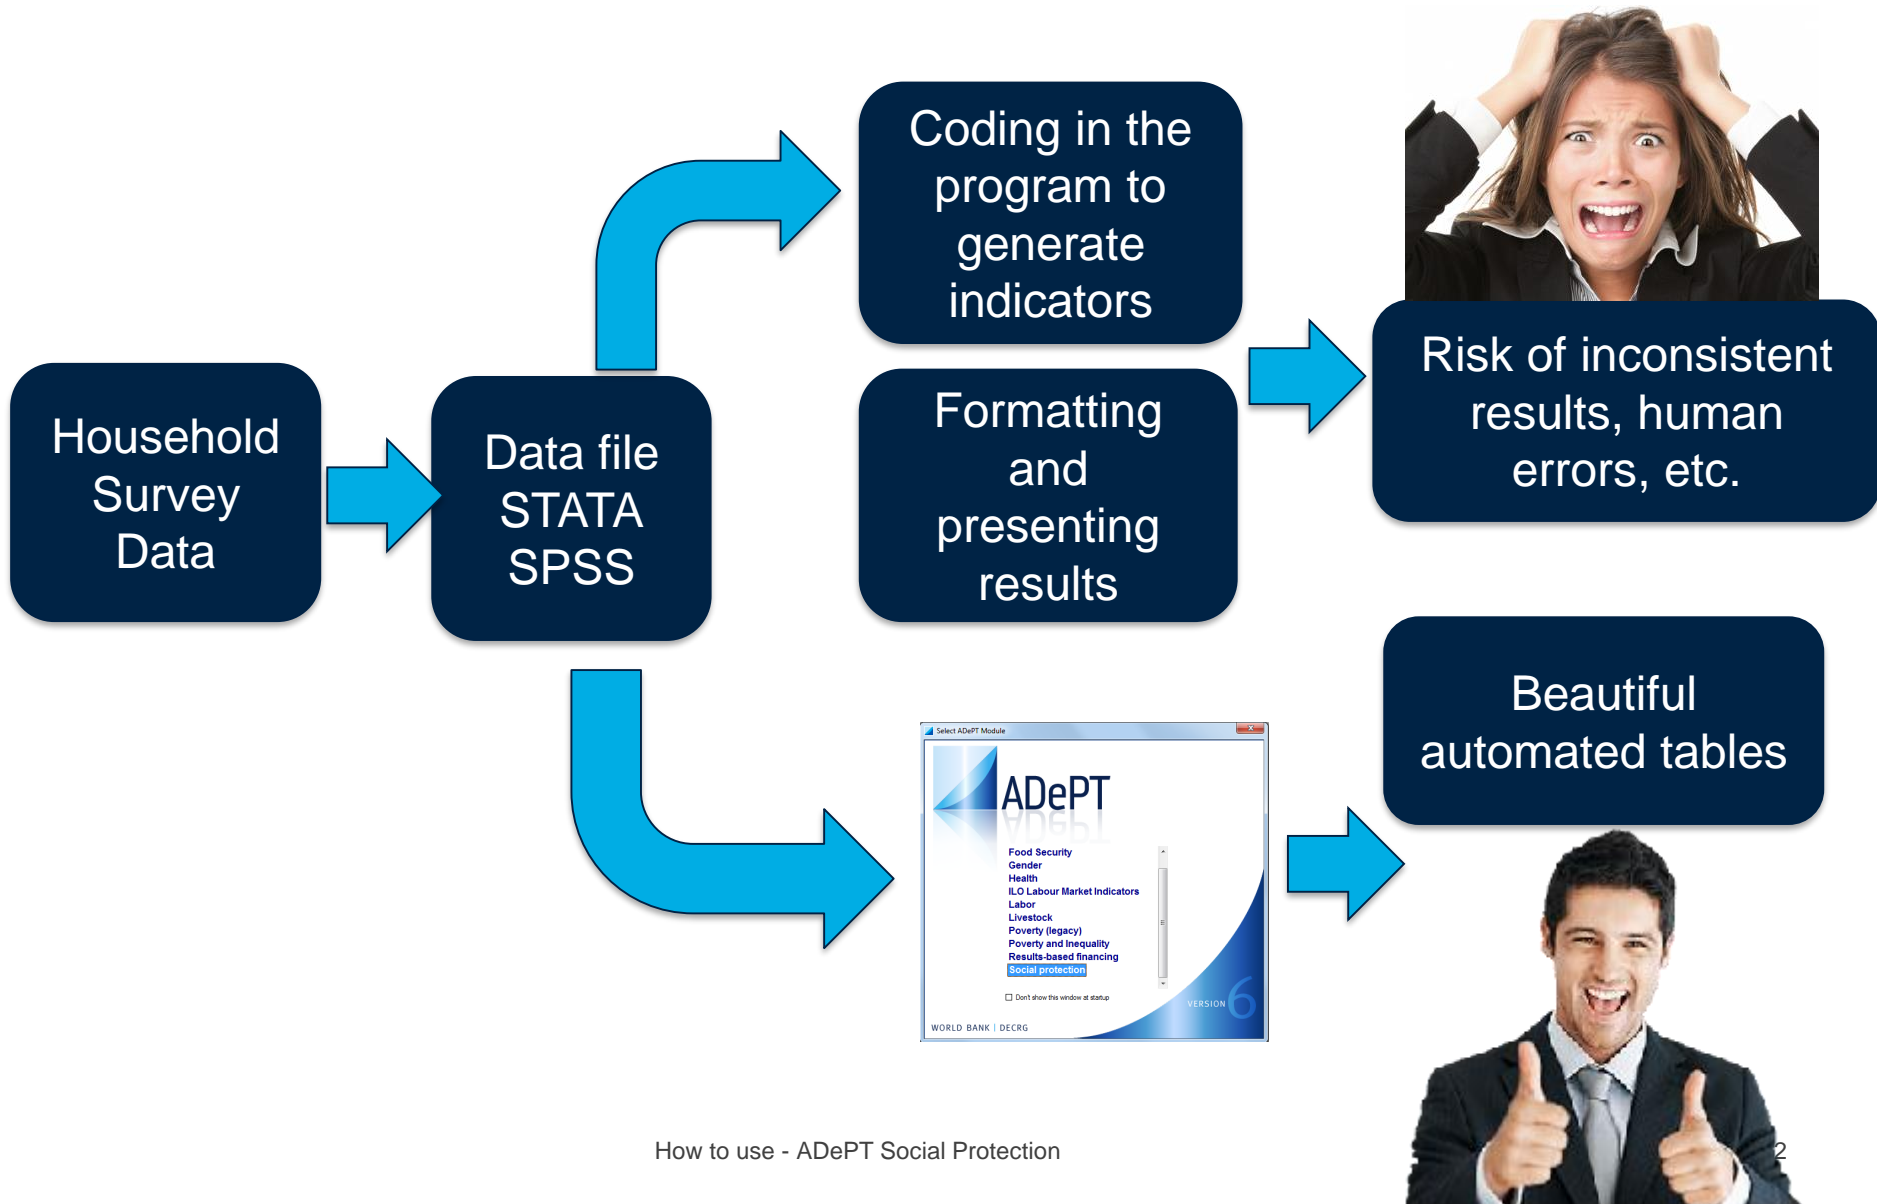 Household
Survey
Data
Data file
STATA
SPSS
Coding in the
program to
generate
indicators
Formatting
and
presenting
results
Risk of inconsistent
results, human
errors, etc.
Select ADePT Module
ADePT
Food Security
Gender
Health
ILO Labour Market Indicators
Labor
Livestock
Poverty (legacy)
Poverty and Inequality
Results-based financing
Social protection
Don't show this window at startup
VERSION 6
WORLD BANK | DECRG
Beautiful
automated tables
How to use - ADePT Social Protection
2